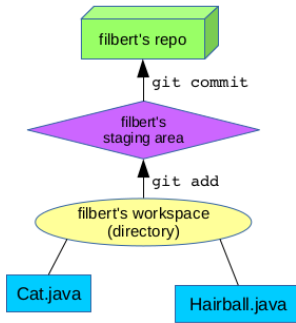 filbert's repo
git commit
filbert's
staging area
git add
filbert's workspace
(directory)
Cat.java
Hairball.java